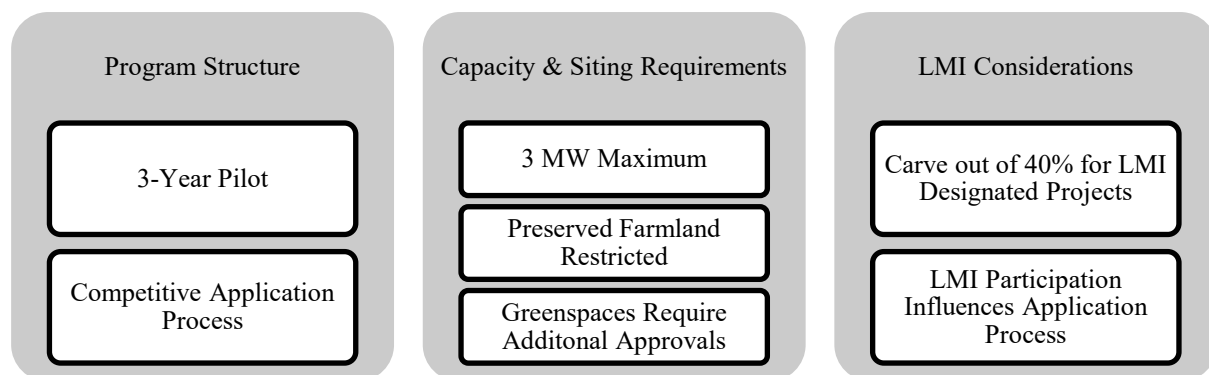 Program Structure
3-Year Pilot
Competitive Application
Process
Capacity & Siting Requirements
3 MW Maximum
Preserved Farmland
Restricted
Greenspaces Require
Additonal Approvals
LMI Considerations
Carve out of 40% for LMI
Designated Projects
LMI Participation
Influences Application
Process